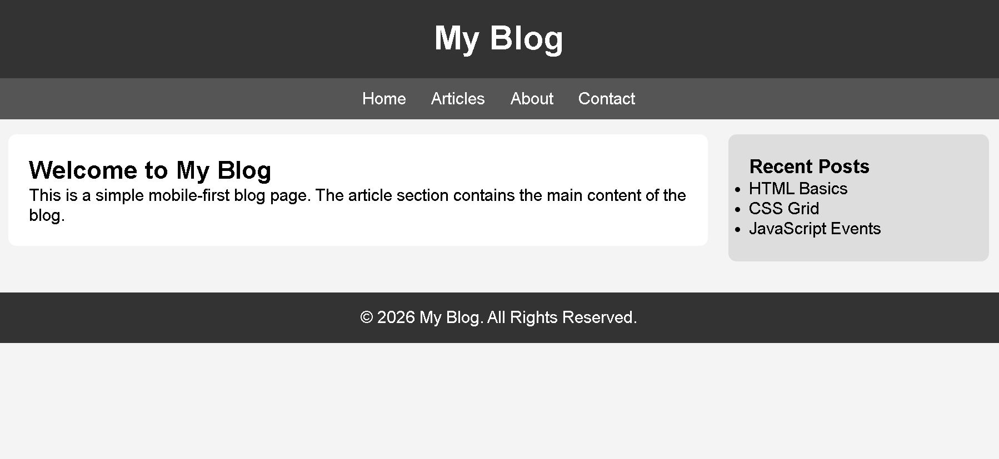 My Blog
Home Articles About Contact
Welcome to My Blog
This is a simple mobile-first blog page. The article section contains the main content of the
blog.
Recent Posts
HTML Basics
CSS Grid
JavaScript Events
© 2026 My Blog. All Rights Reserved.